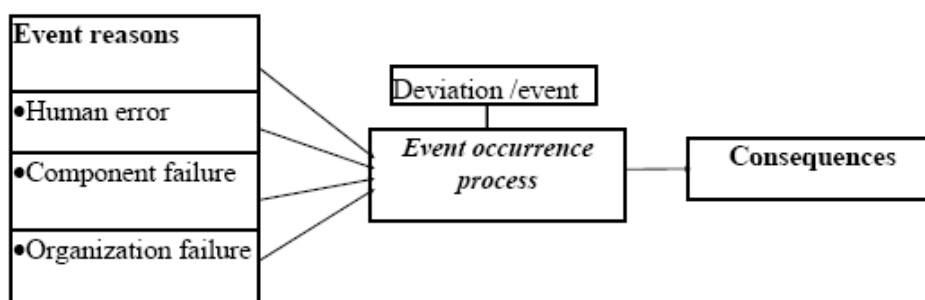 Event reasons
•Human error
•Component failure
•Organization failure
Deviation /event
Event occurrence
process
Consequences